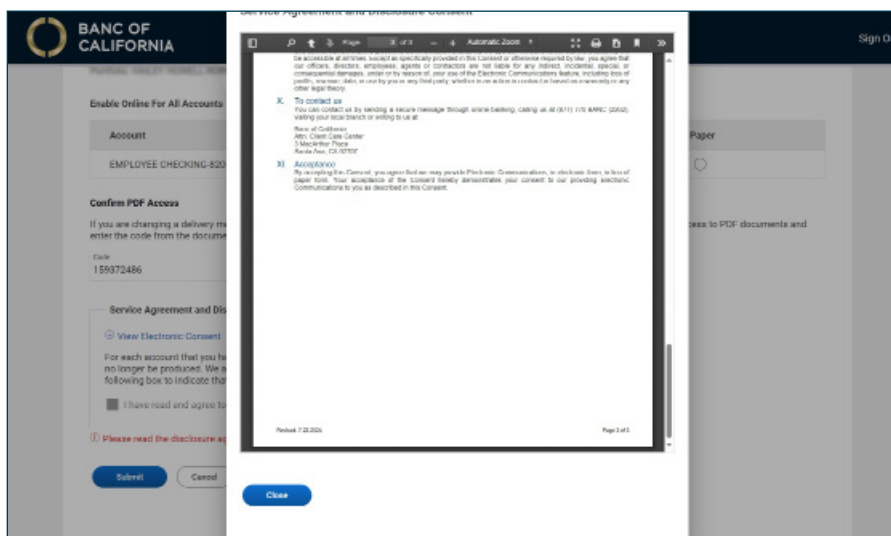 Service Agreement and Disclosure Consent
BANC OF
CALIFORNIA
Sign O
Page 3 of 3 Automatic Zoom
be accessible at all times. Except as specifically provided in this Consent or otherwise required by law, you agree that
our officers, directors, employees, agents or contractors are not liable for any indirect, incidental, special, or
consequential damages, under or by reason of, your use of the Electronic Communications feature, including loss of
profits, revenue, data, or use by you or any third party, whether in an action in contract or based on a warranty or any
other legal theory.
X. To contact us
You can contact us by sending a secure message through online banking, calling us at (877) 770-BANC (2262),
visiting your local branch or writing to us at:
Banc of California
Attn: Client Care Center
3 MacArthur Place
Santa Ana, CA 92707
XI. Acceptance
By accepting this Consent, you agree that we may provide Electronic Communications, in electronic form, in lieu of
paper form. Your acceptance of the Consent hereby demonstrates your consent to our providing Electronic
Communications to you as described in this Consent.
Page 3 of 3
Close
Enable Online For All Accounts
Account
Paper
EMPLOYEE CHECKING-820
Confirm PDF Access
If you are changing a delivery m
cess to PDF documents and
enter the code from the docume
Code
159372486
Service Agreement and Dis
View Electronic Consent
For each account that you ha
no longer be produced. We a
following box to indicate that
I have read and agree to
Please read the disclosure ag
Submit
Cancel